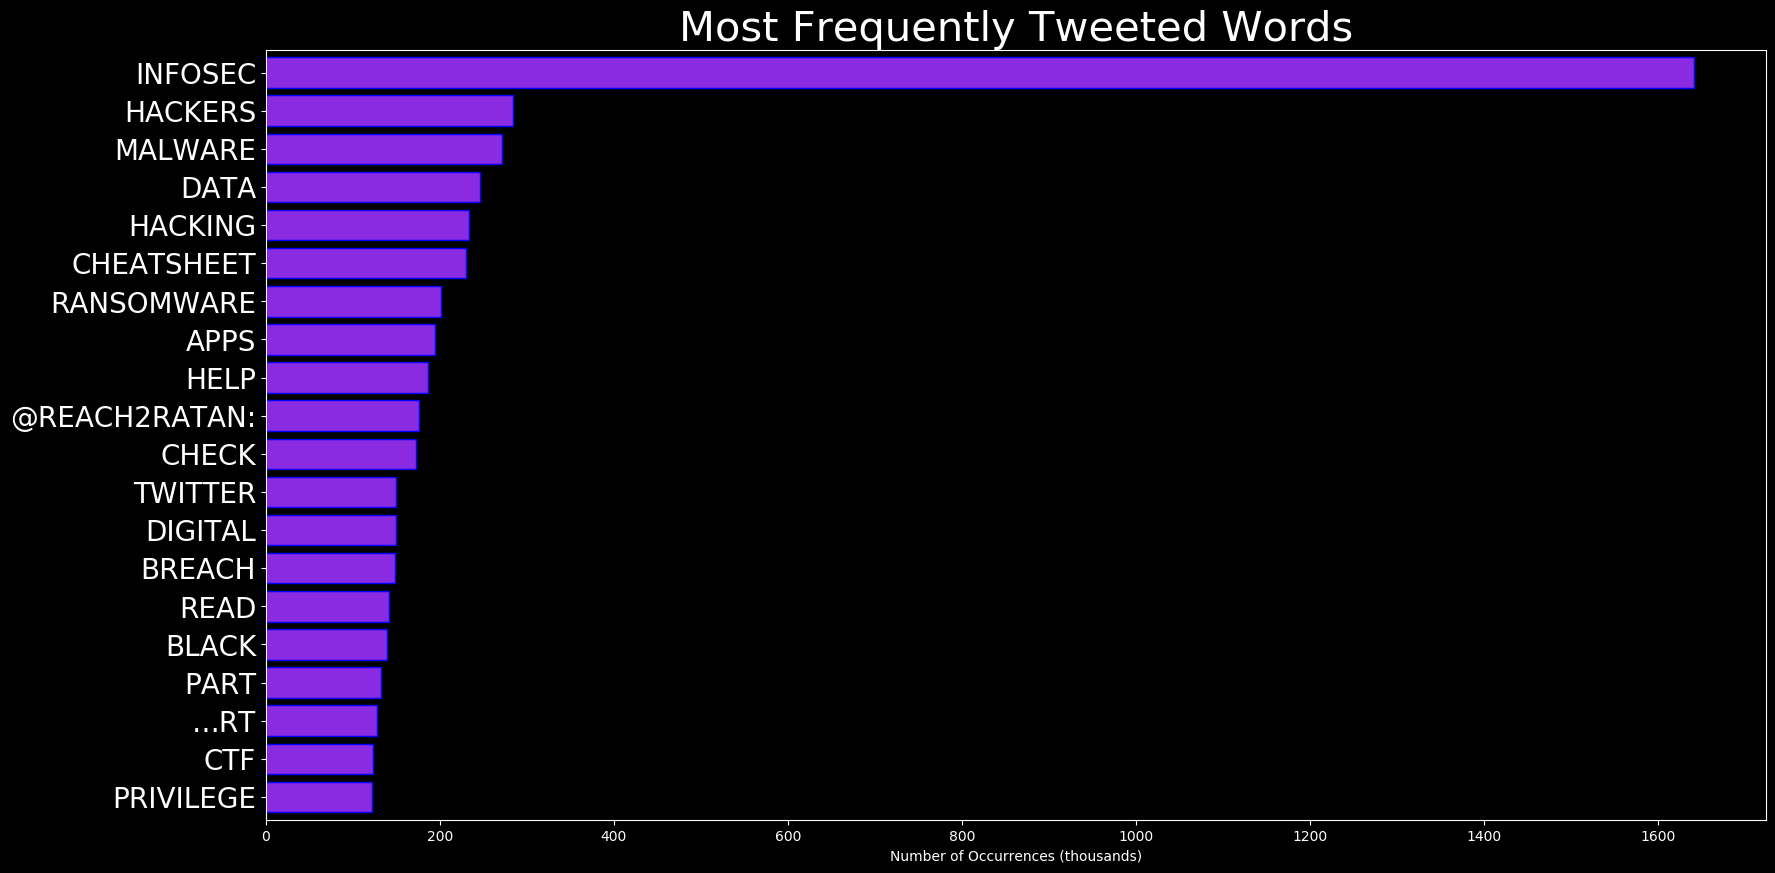 Most Frequently Tweeted Words
INFOSEC
HACKERS
MALWARE
DATA
HACKING
CHEATSHEET
RANSOMWARE
APPS
HELP
@REACH2RATAN:
CHECK
TWITTER
DIGITAL
BREACH
READ
BLACK
PART
…RT
CTF
PRIVILEGE
0 200 400 600 800 1000 1200 1400 1600
Number of Occurrences (thousands)